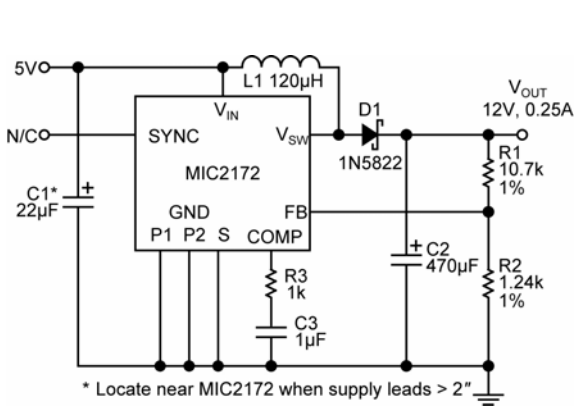 5V
L1 120μH
V_OUT
12V, 0.25A
V_IN
D1
N/C
SYNC
V_SW
1N5822
R1
10.7k
1%
MIC2172
C1*
22μF
+
GND
FB
P1 P2 S COMP
+
C2
470μF
R2
1.24k
1%
R3
1k
C3
1μF
* Locate near MIC2172 when supply leads > 2"